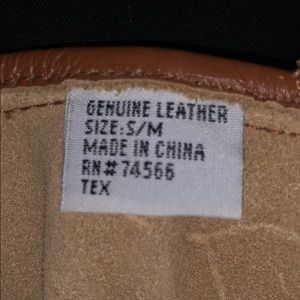 GENUINE LEATHER
SIZE:S/M
MADE IN CHINA
RN#74566
TEX